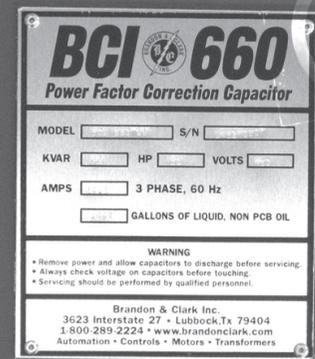 BCI 660
BRANDON & CLARK INC.
Power Factor Correction Capacitor
MODEL S/N
KVAR HP VOLTS
AMPS 3 PHASE, 60 Hz
GALLONS OF LIQUID, NON PCB OIL
WARNING
• Remove power and allow capacitors to discharge before servicing.
• Always check voltage on capacitors before touching.
• Servicing should be performed by qualified personnel.
Brandon & Clark Inc.
3623 Interstate 27 • Lubbock,Tx 79404
1-800-289-2224 • www.brandonclark.com
Automation • Controls • Motors • Transformers